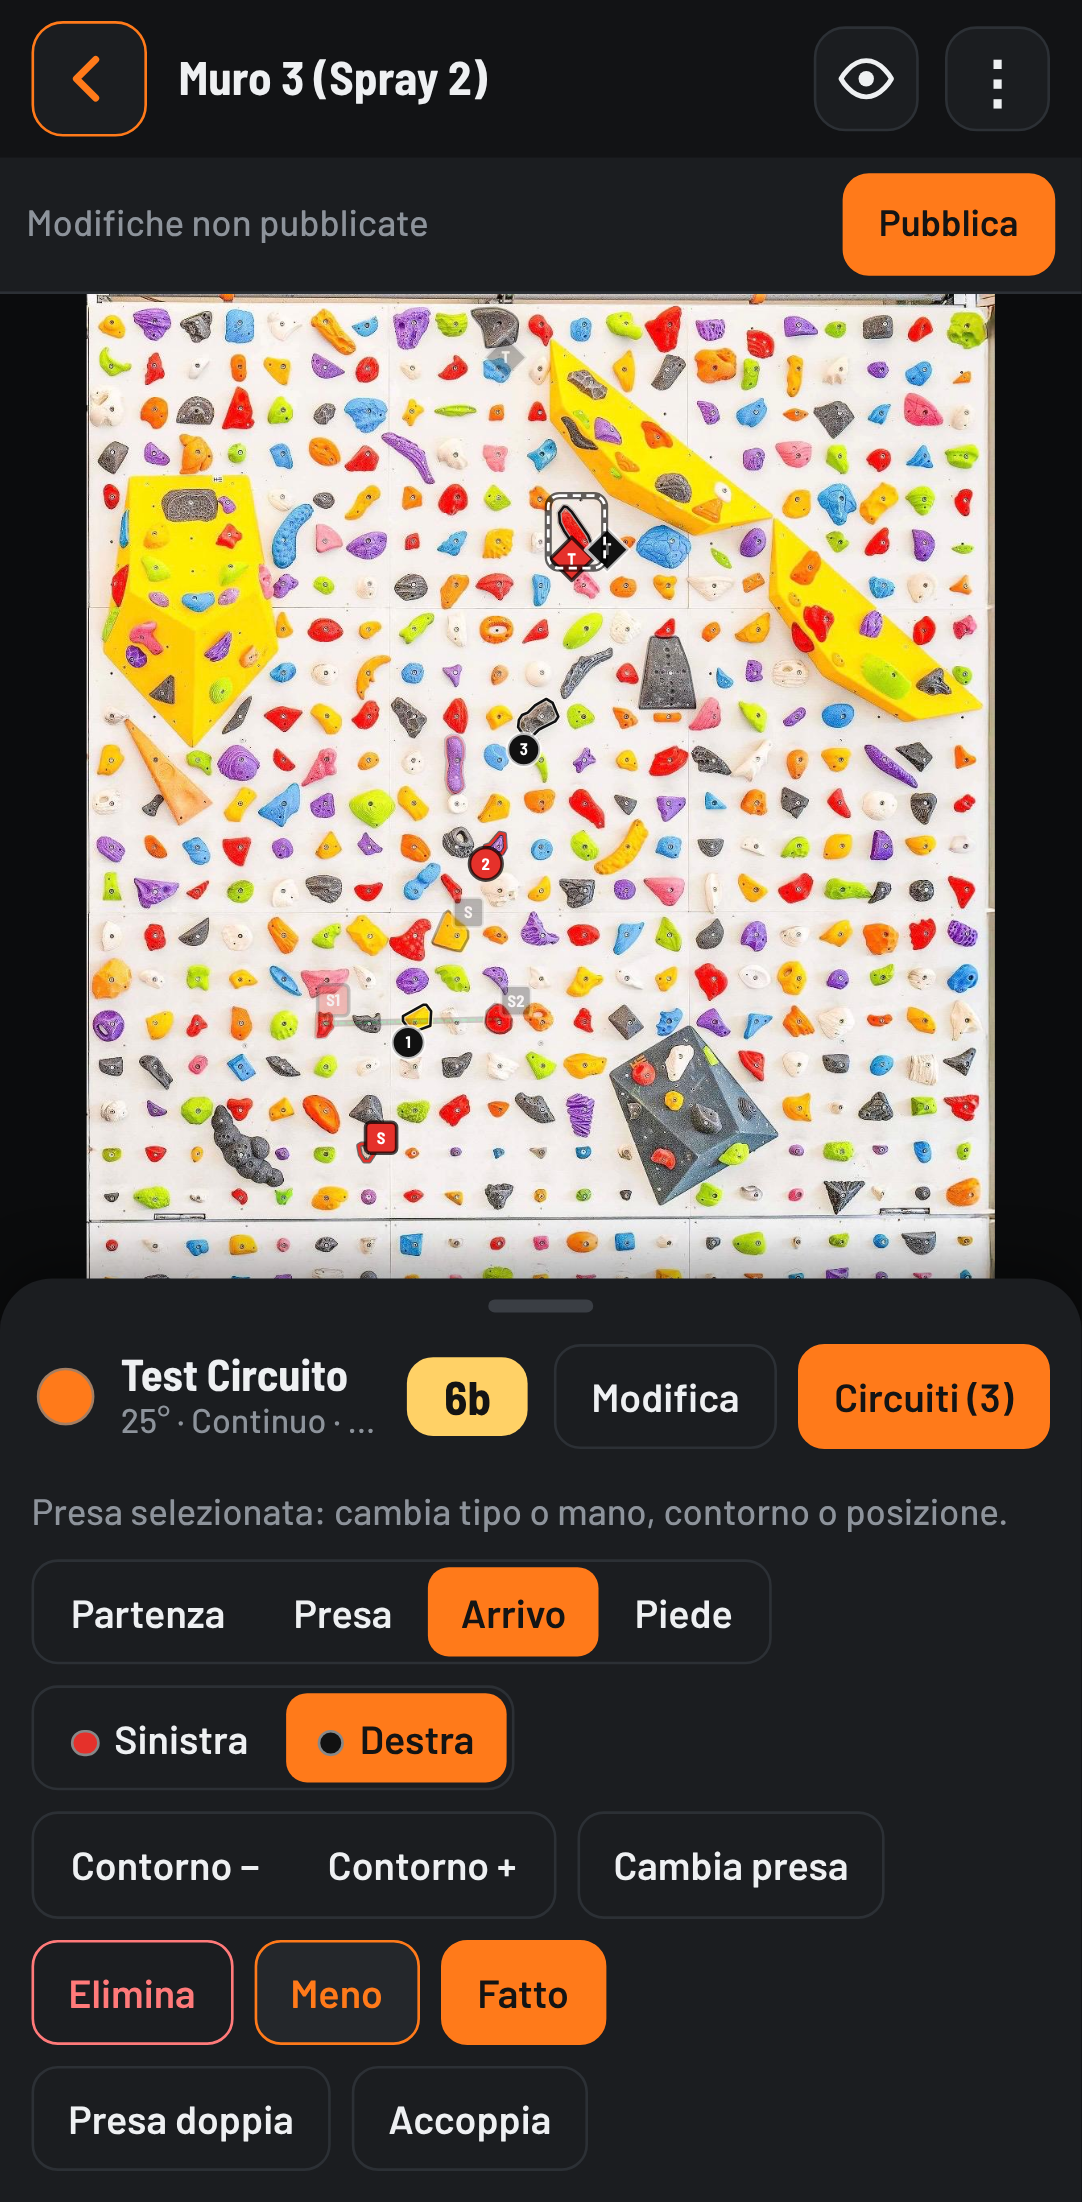 Muro 3 (Spray 2)
Modifiche non pubblicate
Pubblica
T
T
3
2
S
S1
S2
1
S
Test Circuito
25° · Continuo · ...
6b
Modifica
Circuiti (3)
Presa selezionata: cambia tipo o mano, contorno o posizione.
Partenza
Presa
Arrivo
Piede
Sinistra
Destra
Contorno –
Contorno +
Cambia presa
Elimina
Meno
Fatto
Presa doppia
Accoppia